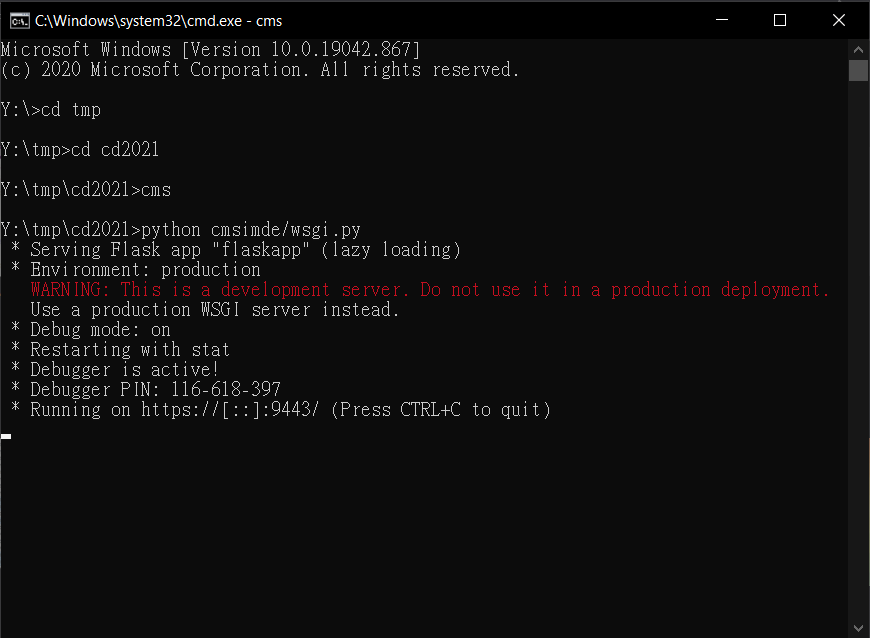 C:\Windows\system32\cmd.exe - cms
Microsoft Windows [Version 10.0.19042.867]
(c) 2020 Microsoft Corporation. All rights reserved.
Y:\>cd tmp
Y:\tmp>cd cd2021
Y:\tmp\cd2021>cms
Y:\tmp\cd2021>python cmsimde/wsgi.py
* Serving Flask app "flaskapp" (lazy loading)
* Environment: production
WARNING: This is a development server. Do not use it in a production deployment.
Use a production WSGI server instead.
* Debug mode: on
* Restarting with stat
* Debugger is active!
* Debugger PIN: 116-618-397
* Running on https://[::]:9443/ (Press CTRL+C to quit)